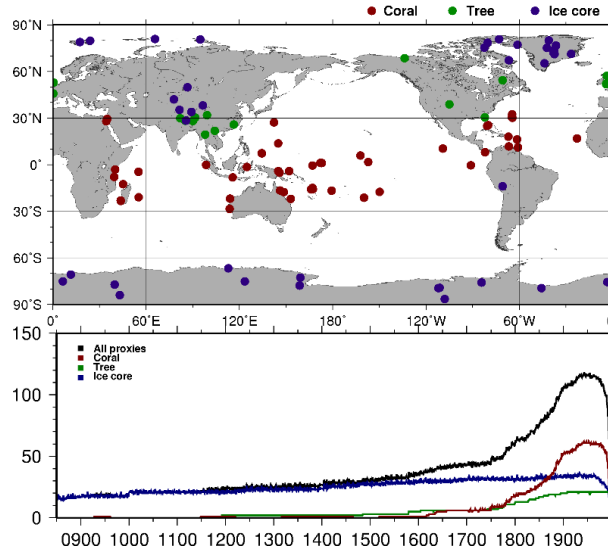 Coral Tree Ice core
90˚N
60˚N
30˚N
0˚
30˚S
60˚S
90˚S
0˚ 60˚E 120˚E 120˚W 60˚W
150
100
50
0
All proxies
Coral
Tree
Ice core
0900 1000 1100 1200 1300 1400 1500 1600 1700 1800 1900